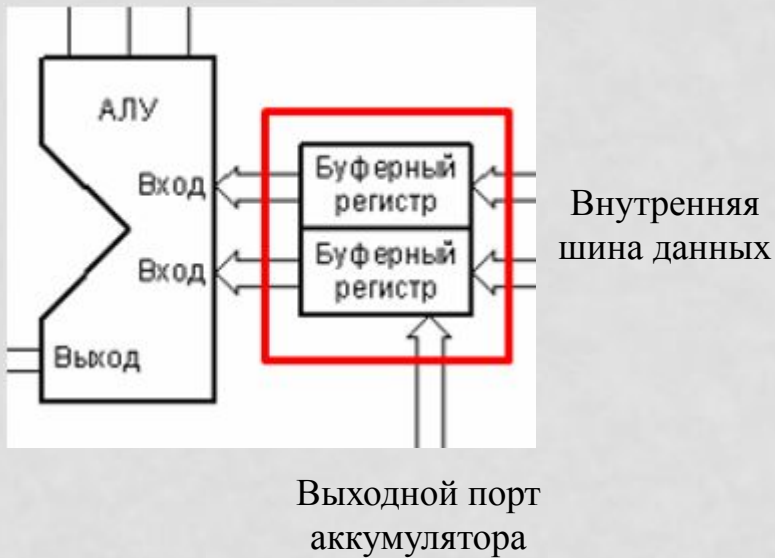 АЛУ
Вход
Вход
Выход
Буферный
регистр
Буферный
регистр
Внутренняя
шина данных
Выходной порт
аккумулятора